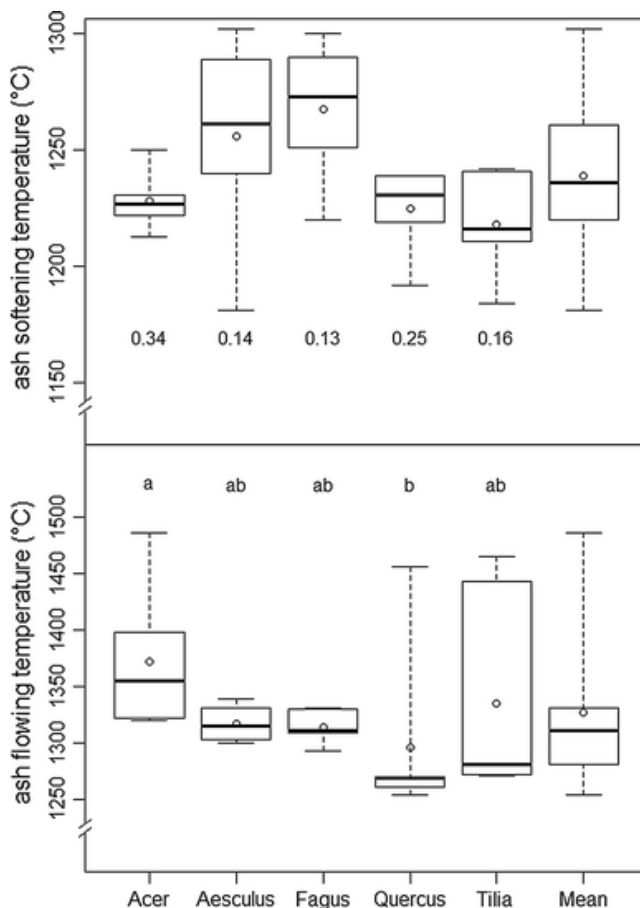 ash softening temperature (°C)
1300
1250
1200
1150
0.34 0.14 0.13 0.25 0.16
ash flowing temperature (°C)
a ab ab b ab
1500
1450
1400
1350
1300
1250
Acer Aesculus Fagus Quercus Tilia Mean